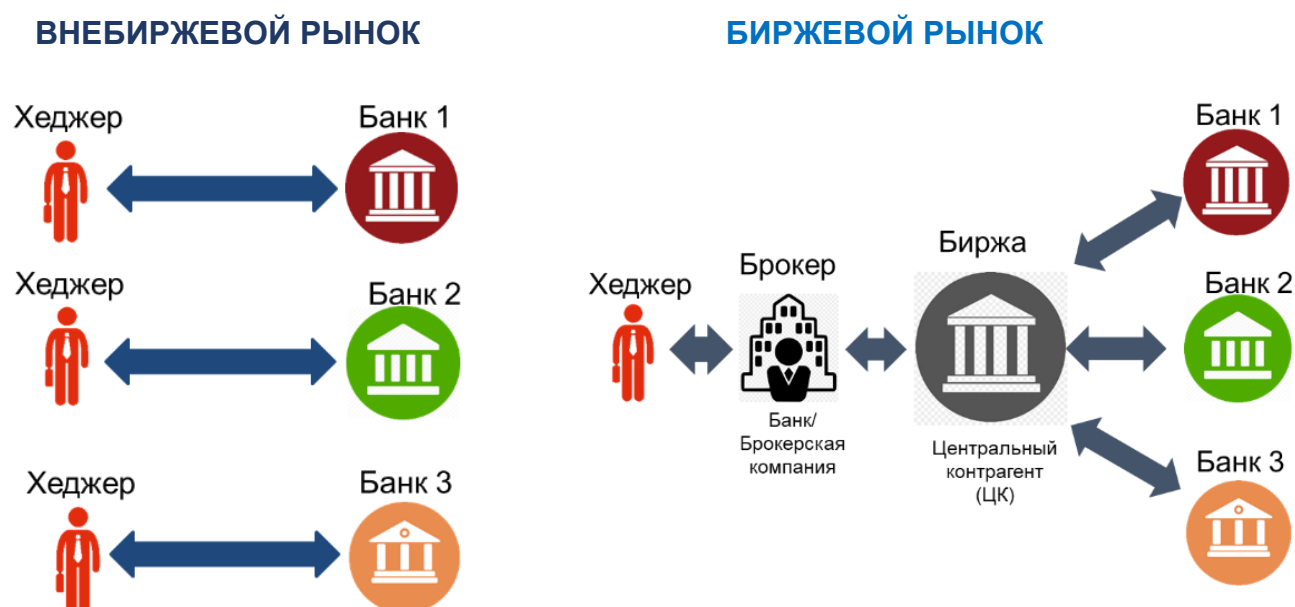 ВНЕБИРЖЕВОЙ РЫНОК
Хеджер
Банк 1
Хеджер
Банк 2
Хеджер
Банк 3
БИРЖЕВОЙ РЫНОК
Хеджер
Брокер
Банк/
Брокерская
компания
Биржа
Центральный
контрагент
(ЦК)
Банк 1
Банк 2
Банк 3